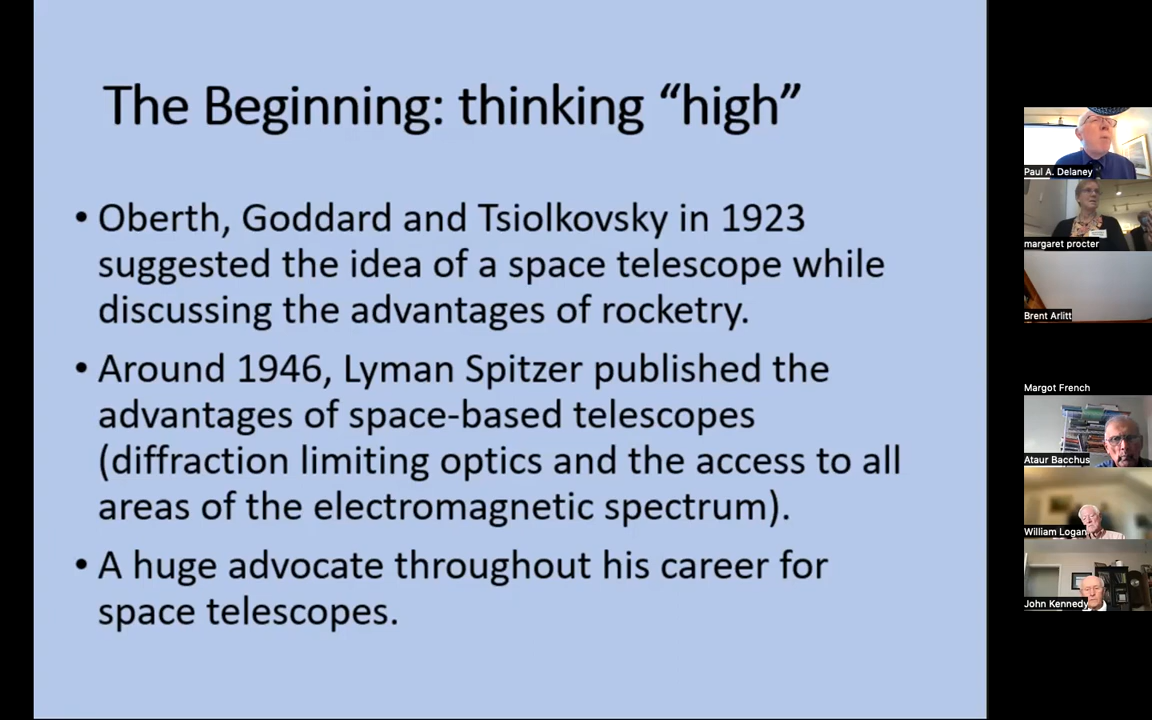 The Beginning: thinking “high”
• Oberth, Goddard and Tsiolkovsky in 1923
suggested the idea of a space telescope while
discussing the advantages of rocketry.
• Around 1946, Lyman Spitzer published the
advantages of space-based telescopes
(diffraction limiting optics and the access to all
areas of the electromagnetic spectrum).
• A huge advocate throughout his career for
space telescopes.
Paul A. Delaney
margaret procter
Brent Arlitt
Margot French
Ataur Bacchus
William Logan
John Kennedy